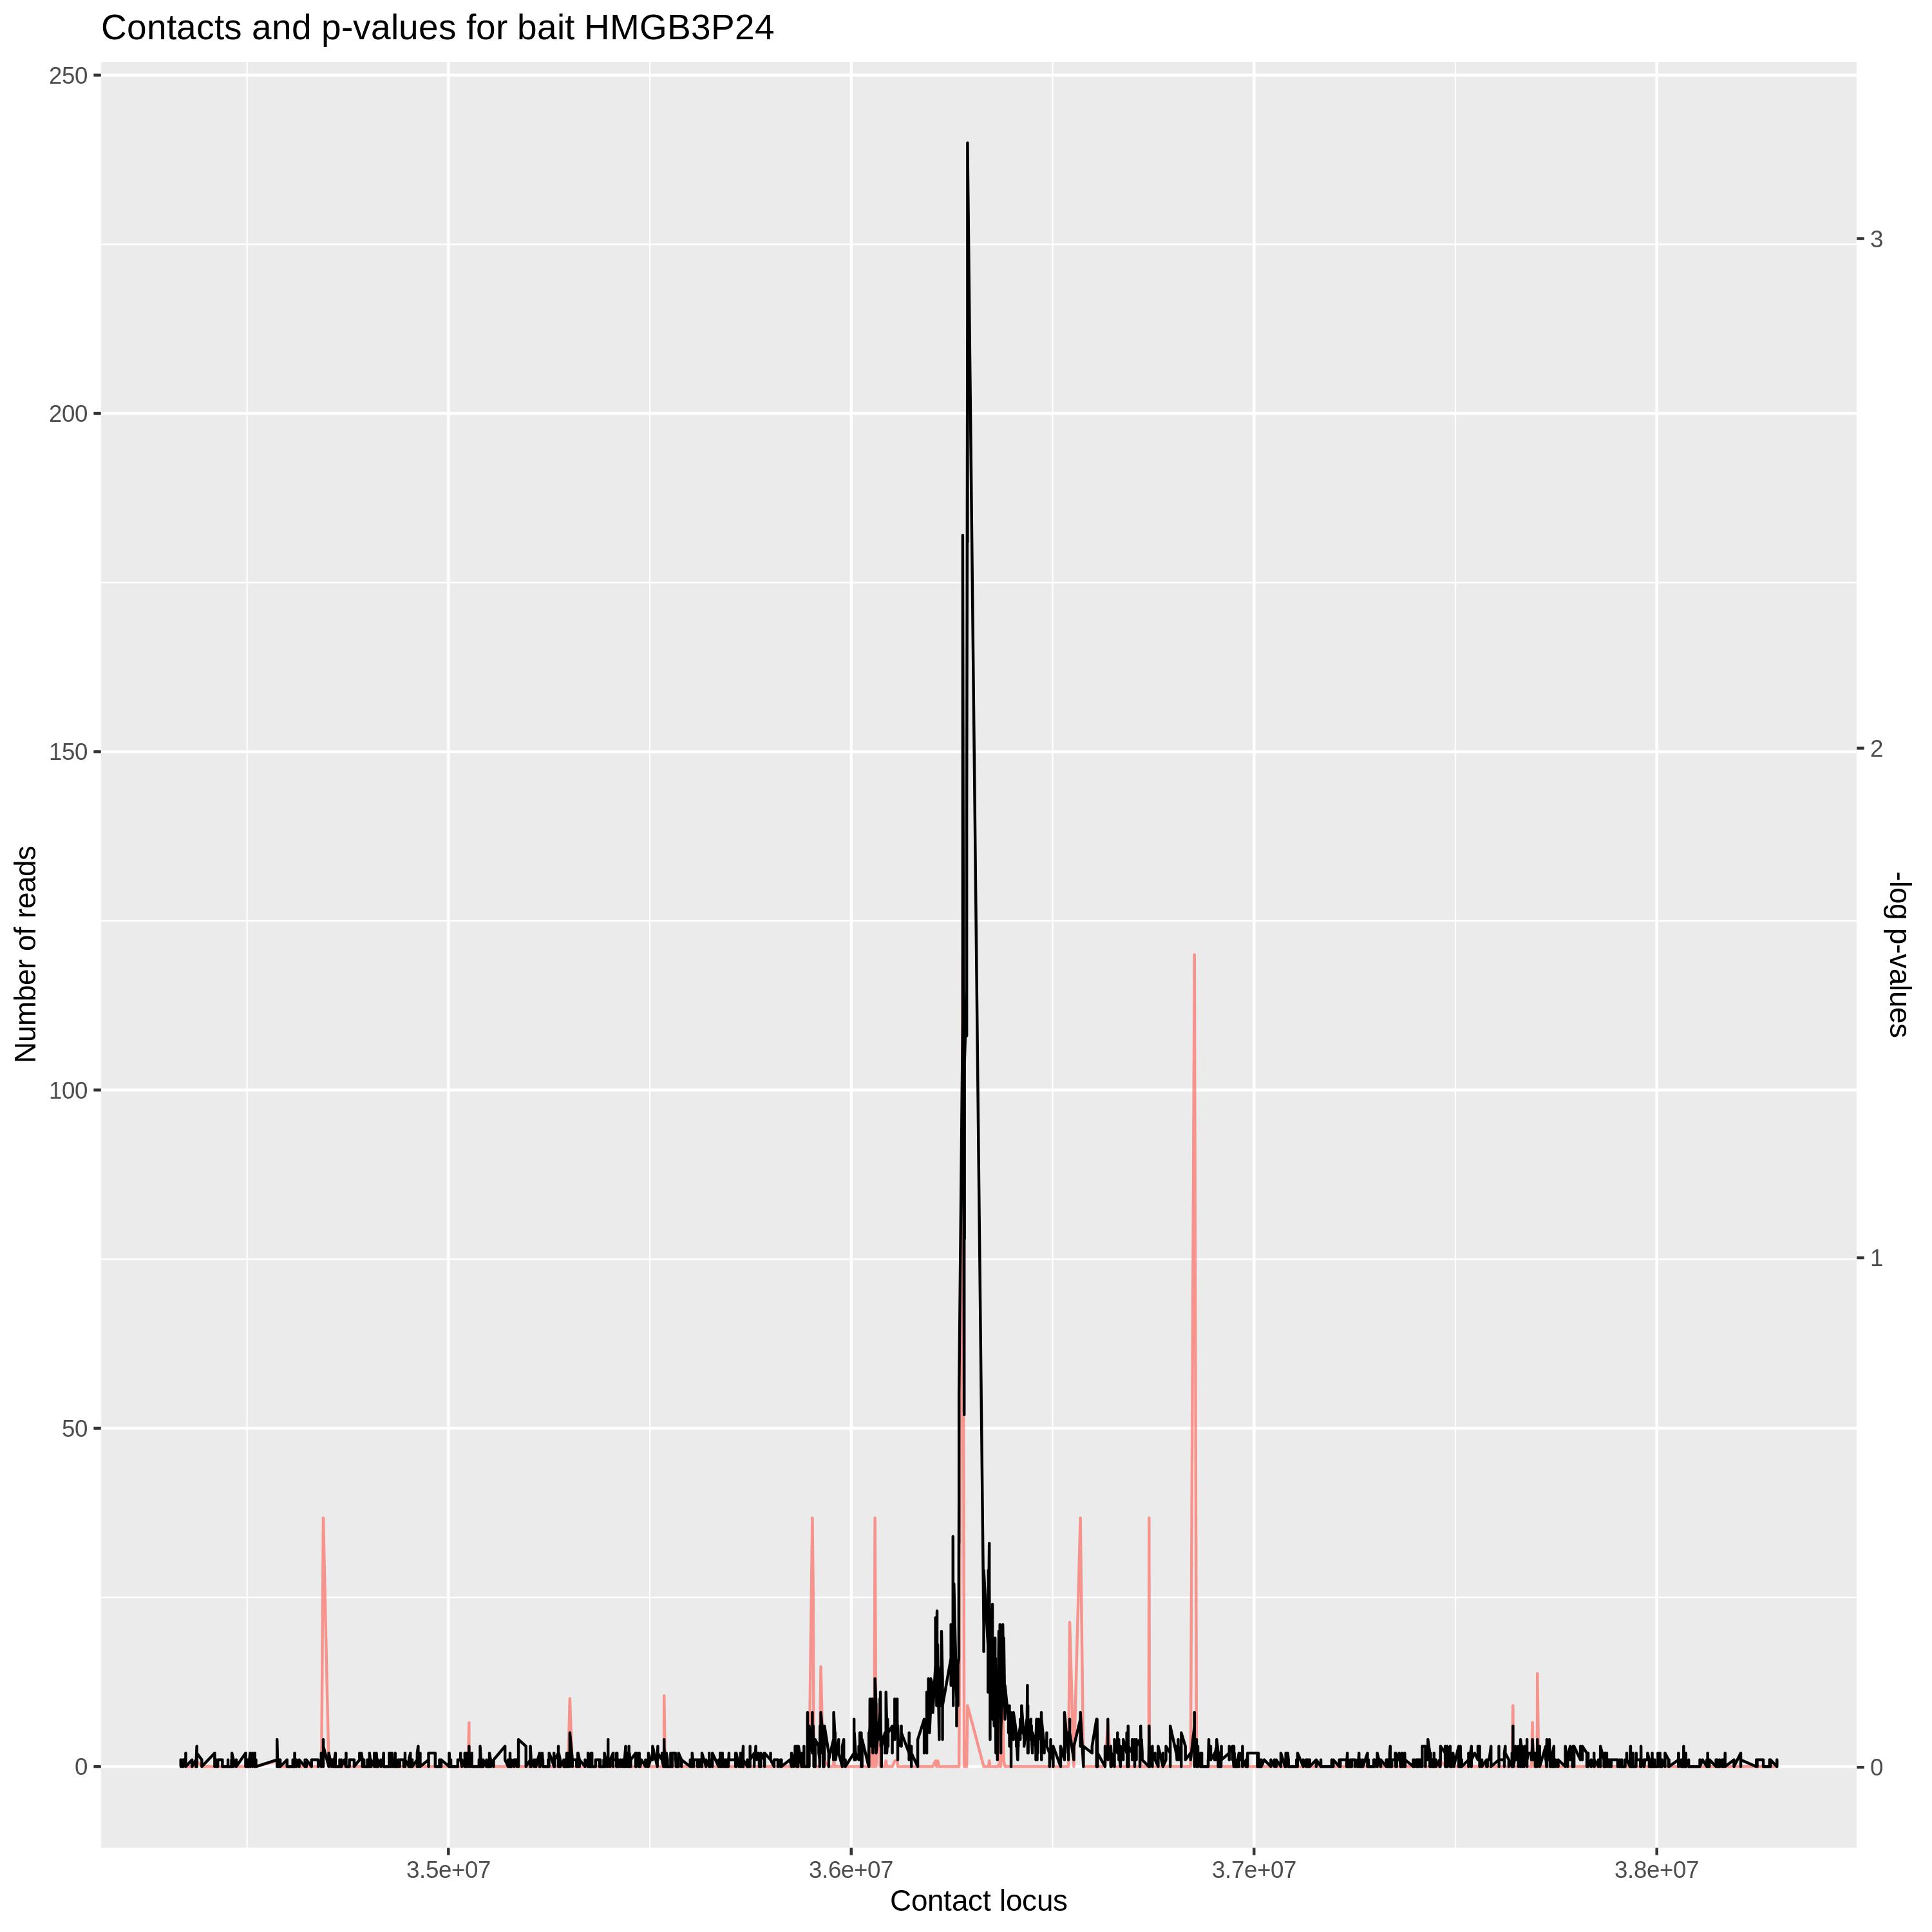 Contacts and p-values for bait HMGB3P24
250
200
150
100
50
0
Number of reads
3
2
1
0
-log p-values
3.5e+07
3.6e+07
3.7e+07
3.8e+07
Contact locus